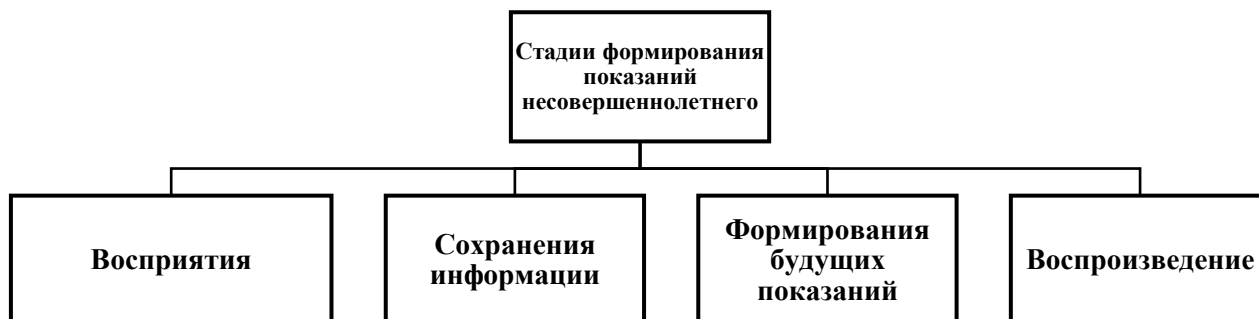 Стадии формирования
показаний
несовершеннолетнего
Восприятия
Сохранения
информации
Формирования
будущих
показаний
Воспроизведение